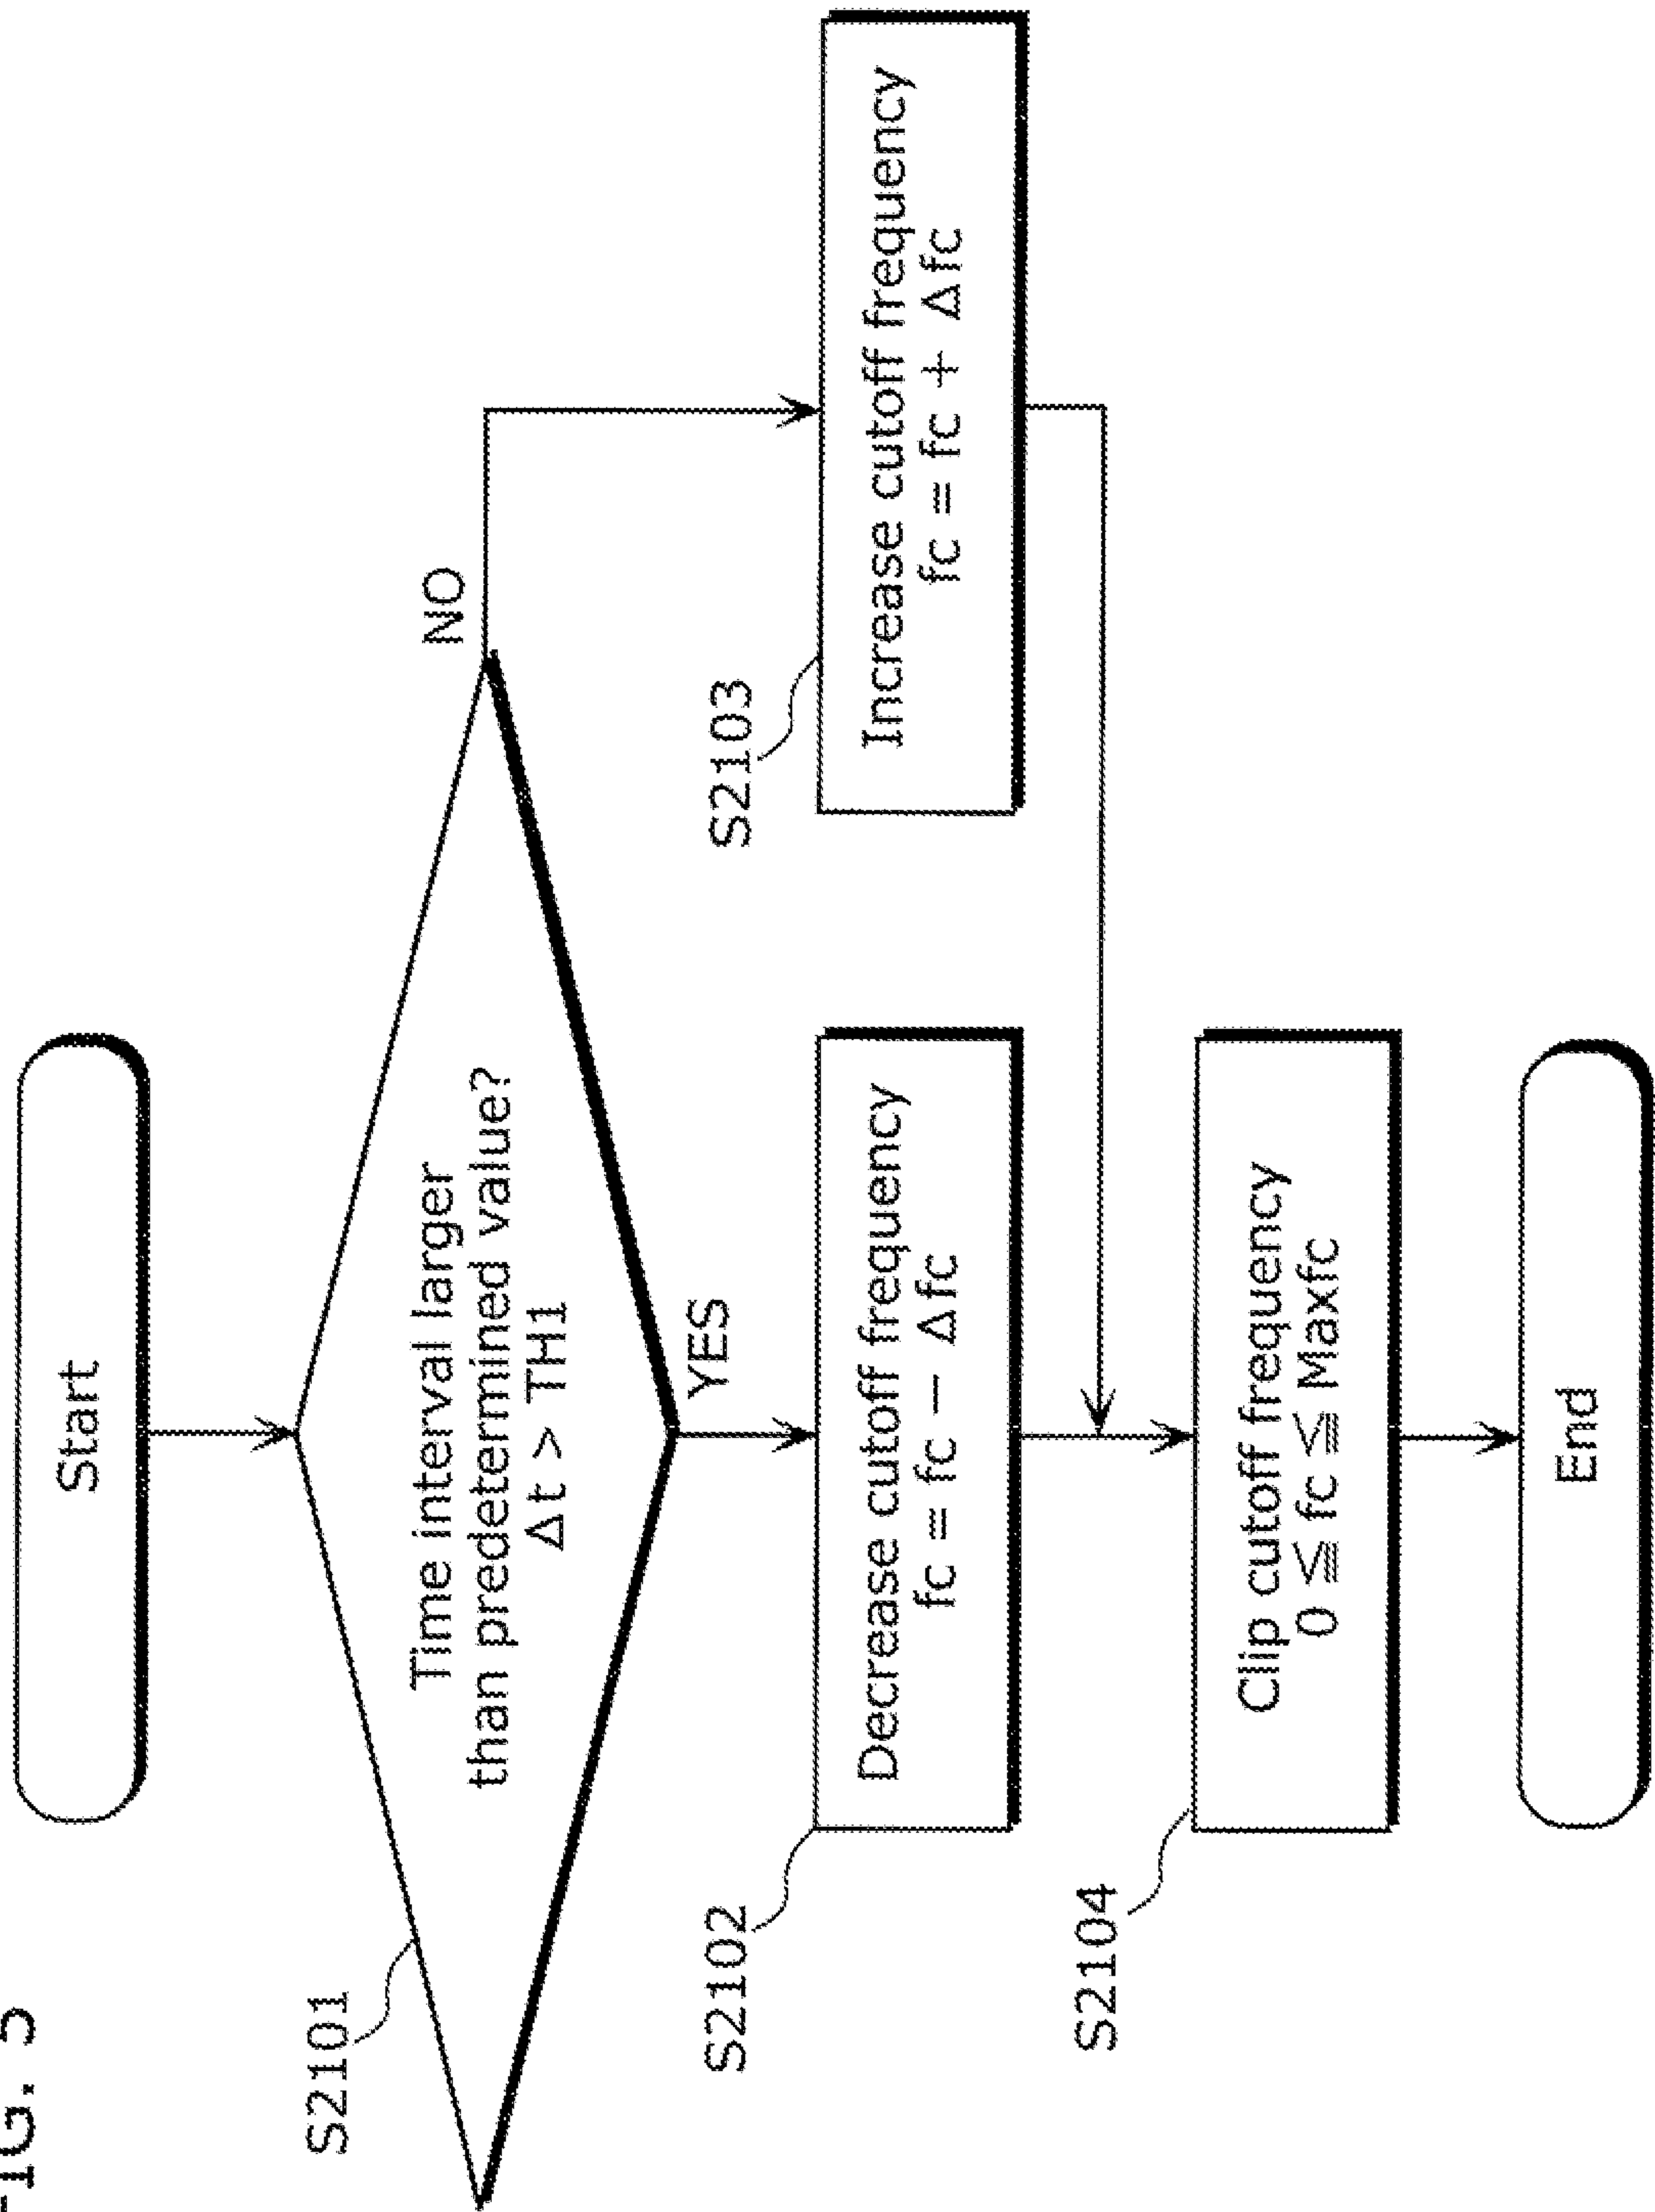 FIG. 5
Start
S2101
Time interval larger
than predetermined value?
Δt > TH1
NO
YES
S2102
Decrease cutoff frequency
fc = fc − Δfc
S2103
Increase cutoff frequency
fc = fc + Δfc
S2104
Clip cutoff frequency
0 ≦ fc ≦ Maxfc
End